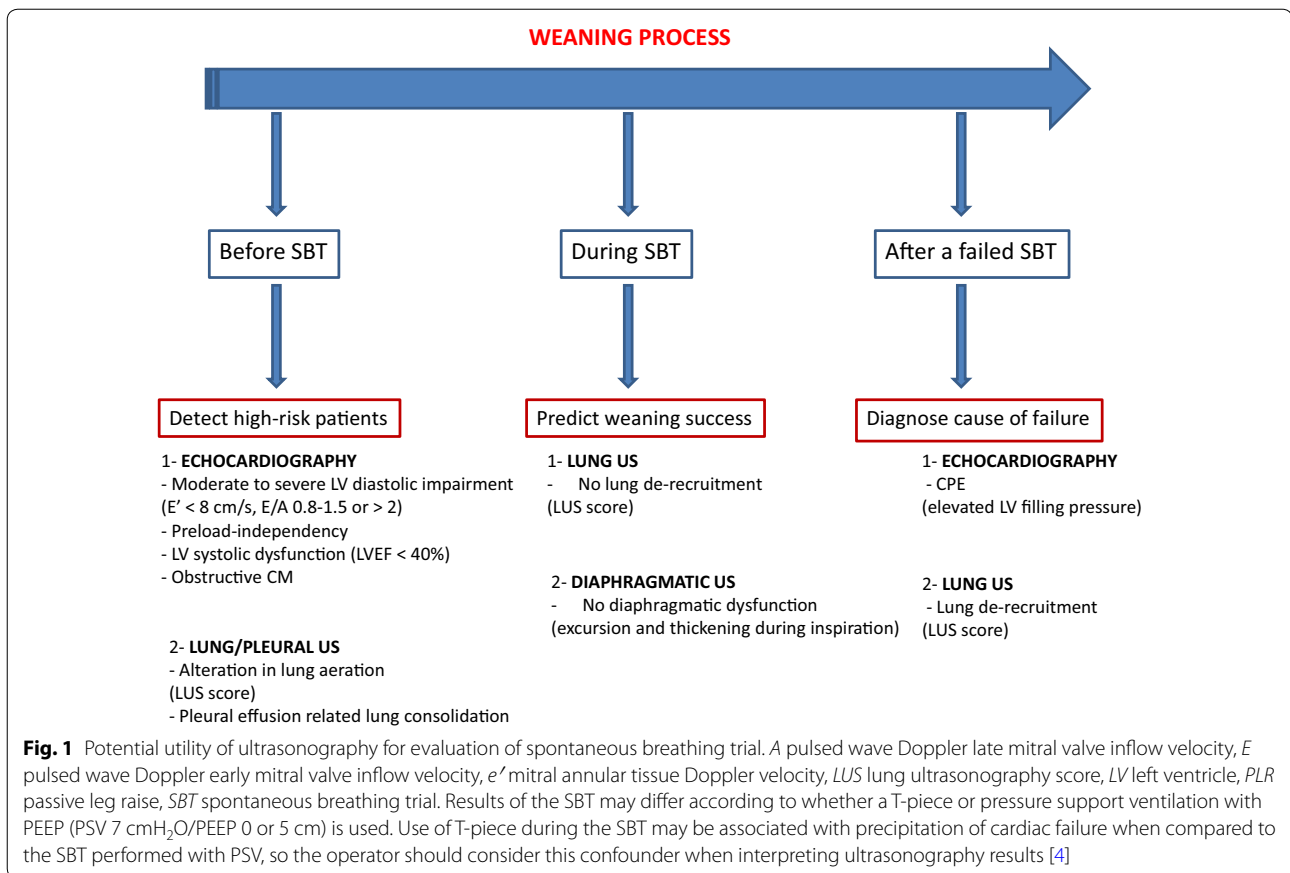 WEANING PROCESS
Before SBT
During SBT
After a failed SBT
Detect high-risk patients
Predict weaning success
Diagnose cause of failure
1- ECHOCARDIOGRAPHY
- Moderate to severe LV diastolic impairment
(E' < 8 cm/s, E/A 0.8-1.5 or > 2)
- Preload-independency
- LV systolic dysfunction (LVEF < 40%)
- Obstructive CM
2- LUNG/PLEURAL US
- Alteration in lung aeration
(LUS score)
- Pleural effusion related lung consolidation
1- LUNG US
- No lung de-recruitment
(LUS score)
2- DIAPHRAGMATIC US
- No diaphragmatic dysfunction
(excursion and thickening during inspiration)
1- ECHOCARDIOGRAPHY
- CPE
(elevated LV filling pressure)
2- LUNG US
- Lung de-recruitment
(LUS score)
Fig. 1 Potential utility of ultrasonography for evaluation of spontaneous breathing trial. A pulsed wave Doppler late mitral valve inflow velocity, E
pulsed wave Doppler early mitral valve inflow velocity, e′ mitral annular tissue Doppler velocity, LUS lung ultrasonography score, LV left ventricle, PLR
passive leg raise, SBT spontaneous breathing trial. Results of the SBT may differ according to whether a T-piece or pressure support ventilation with
PEEP (PSV 7 cmH₂O/PEEP 0 or 5 cm) is used. Use of T-piece during the SBT may be associated with precipitation of cardiac failure when compared to
the SBT performed with PSV, so the operator should consider this confounder when interpreting ultrasonography results [4]